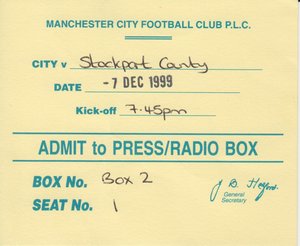 MANCHESTER CITY FOOTBALL CLUB P.L.C.
CITY v Stockport County
DATE -7 DEC 1999
Kick-off 7.45pm
ADMIT to PRESS/RADIO BOX
BOX No. Box 2
SEAT No. 1
J. B. Halford
General
Secretary